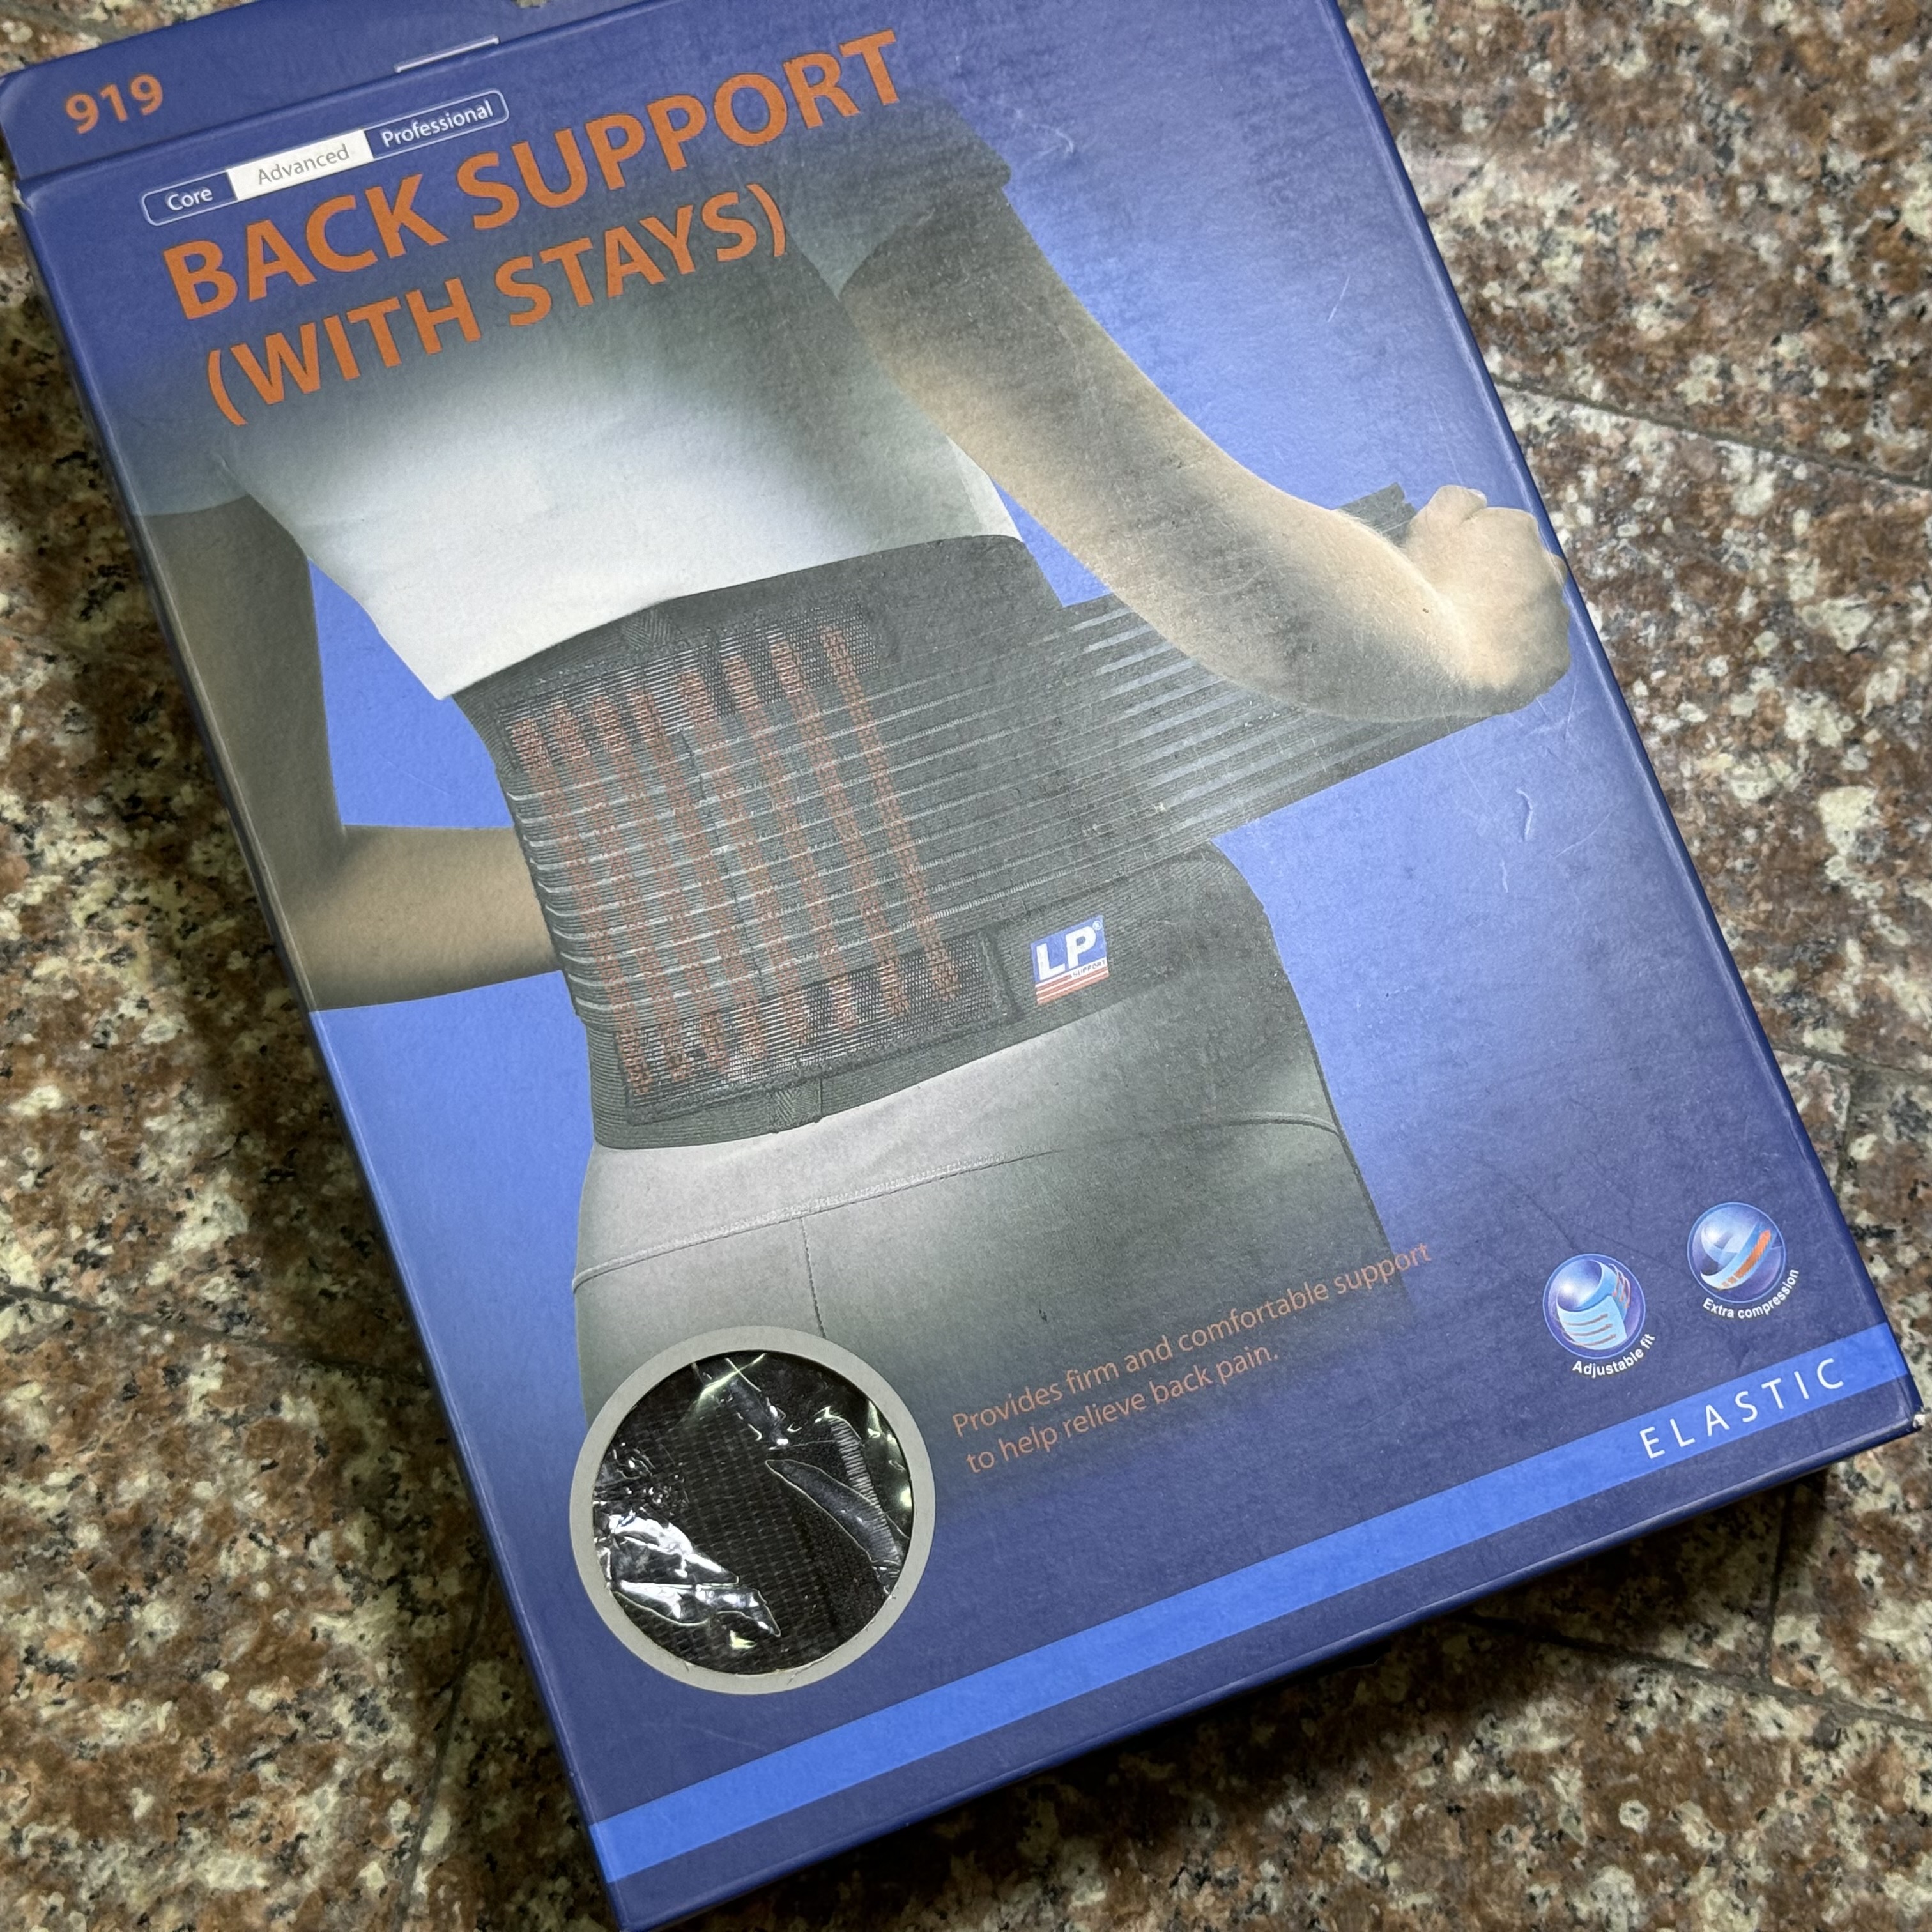 919
Core Advanced Professional
BACK SUPPORT
(WITH STAYS)
LP®
SUPPORT
Provides firm and comfortable support
to help relieve back pain.
Adjustable fit
Extra compression
ELASTIC